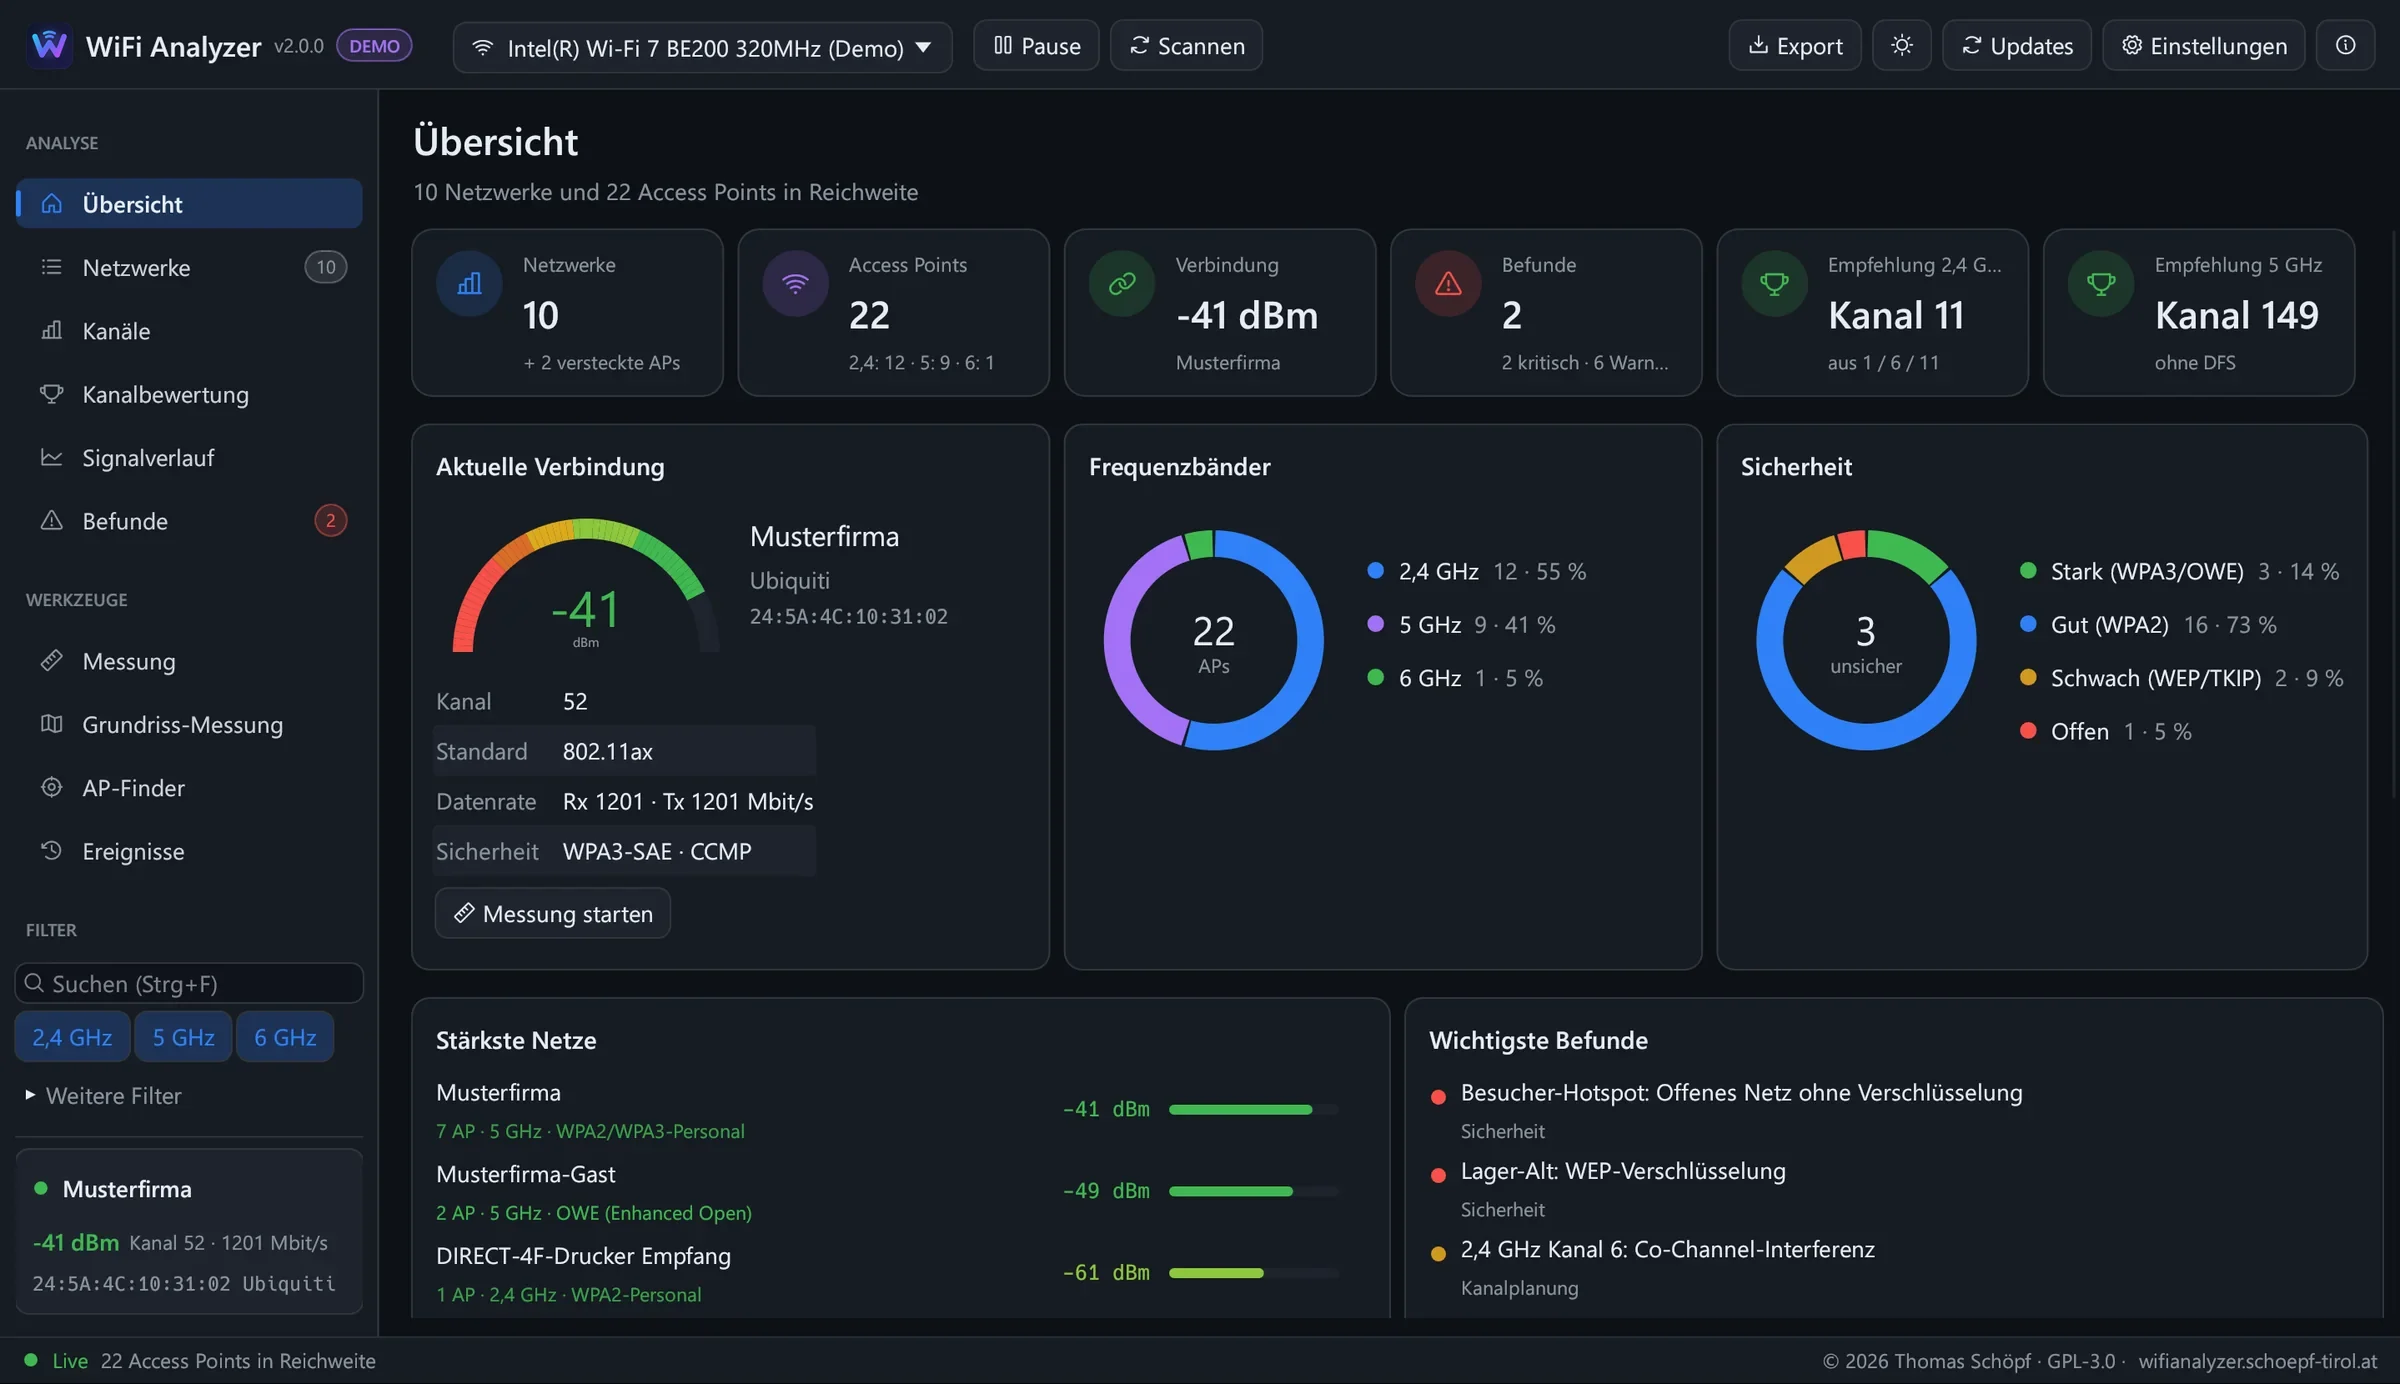 WiFi Analyzer v2.0.0 DEMO
Intel(R) Wi-Fi 7 BE200 320MHz (Demo)
Pause
Scannen
Export
Updates
Einstellungen
ANALYSE
Übersicht
Netzwerke 10
Kanäle
Kanalbewertung
Signalverlauf
Befunde 2
WERKZEUGE
Messung
Grundriss-Messung
AP-Finder
Ereignisse
FILTER
Suchen (Strg+F)
2,4 GHz 5 GHz 6 GHz
Weitere Filter
Musterfirma
-41 dBm Kanal 52 · 1201 Mbit/s
24:5A:4C:10:31:02 Ubiquiti
Übersicht
10 Netzwerke und 22 Access Points in Reichweite
Netzwerke
10
+ 2 versteckte APs
Access Points
22
2,4: 12 · 5: 9 · 6: 1
Verbindung
-41 dBm
Musterfirma
Befunde
2
2 kritisch · 6 Warn...
Empfehlung 2,4 G...
Kanal 11
aus 1 / 6 / 11
Empfehlung 5 GHz
Kanal 149
ohne DFS
Aktuelle Verbindung
-41
dBm
Musterfirma
Ubiquiti
24:5A:4C:10:31:02
Kanal 52
Standard 802.11ax
Datenrate Rx 1201 · Tx 1201 Mbit/s
Sicherheit WPA3-SAE · CCMP
Messung starten
Frequenzbänder
22
APs
2,4 GHz 12 · 55 %
5 GHz 9 · 41 %
6 GHz 1 · 5 %
Sicherheit
3
unsicher
Stark (WPA3/OWE) 3 · 14 %
Gut (WPA2) 16 · 73 %
Schwach (WEP/TKIP) 2 · 9 %
Offen 1 · 5 %
Stärkste Netze
Musterfirma
7 AP · 5 GHz · WPA2/WPA3-Personal
-41 dBm
Musterfirma-Gast
2 AP · 5 GHz · OWE (Enhanced Open)
-49 dBm
DIRECT-4F-Drucker Empfang
1 AP · 2,4 GHz · WPA2-Personal
-61 dBm
Wichtigste Befunde
Besucher-Hotspot: Offenes Netz ohne Verschlüsselung
Sicherheit
Lager-Alt: WEP-Verschlüsselung
Sicherheit
2,4 GHz Kanal 6: Co-Channel-Interferenz
Kanalplanung
Live 22 Access Points in Reichweite
© 2026 Thomas Schöpf · GPL-3.0 · wifianalyzer.schoepf-tirol.at